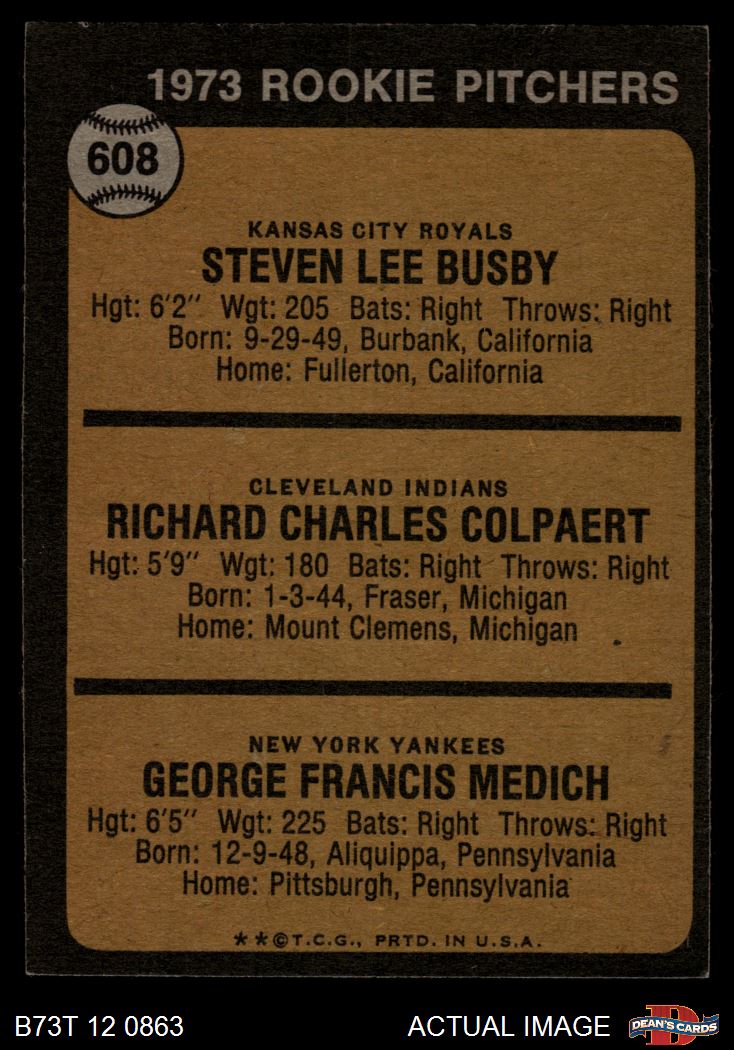 1973 ROOKIE PITCHERS
608
KANSAS CITY ROYALS
STEVEN LEE BUSBY
Hgt: 6'2" Wgt: 205 Bats: Right Throws: Right
Born: 9-29-49, Burbank, California
Home: Fullerton, California
CLEVELAND INDIANS
RICHARD CHARLES COLPAERT
Hgt: 5'9" Wgt: 180 Bats: Right Throws: Right
Born: 1-3-44, Fraser, Michigan
Home: Mount Clemens, Michigan
NEW YORK YANKEES
GEORGE FRANCIS MEDICH
Hgt: 6'5" Wgt: 225 Bats: Right Throws: Right
Born: 12-9-48, Aliquippa, Pennsylvania
Home: Pittsburgh, Pennsylvania
**©T.C.G., PRTD. IN U.S.A.
B73T 12 0863 ACTUAL IMAGE
D
DEAN'S CARDS